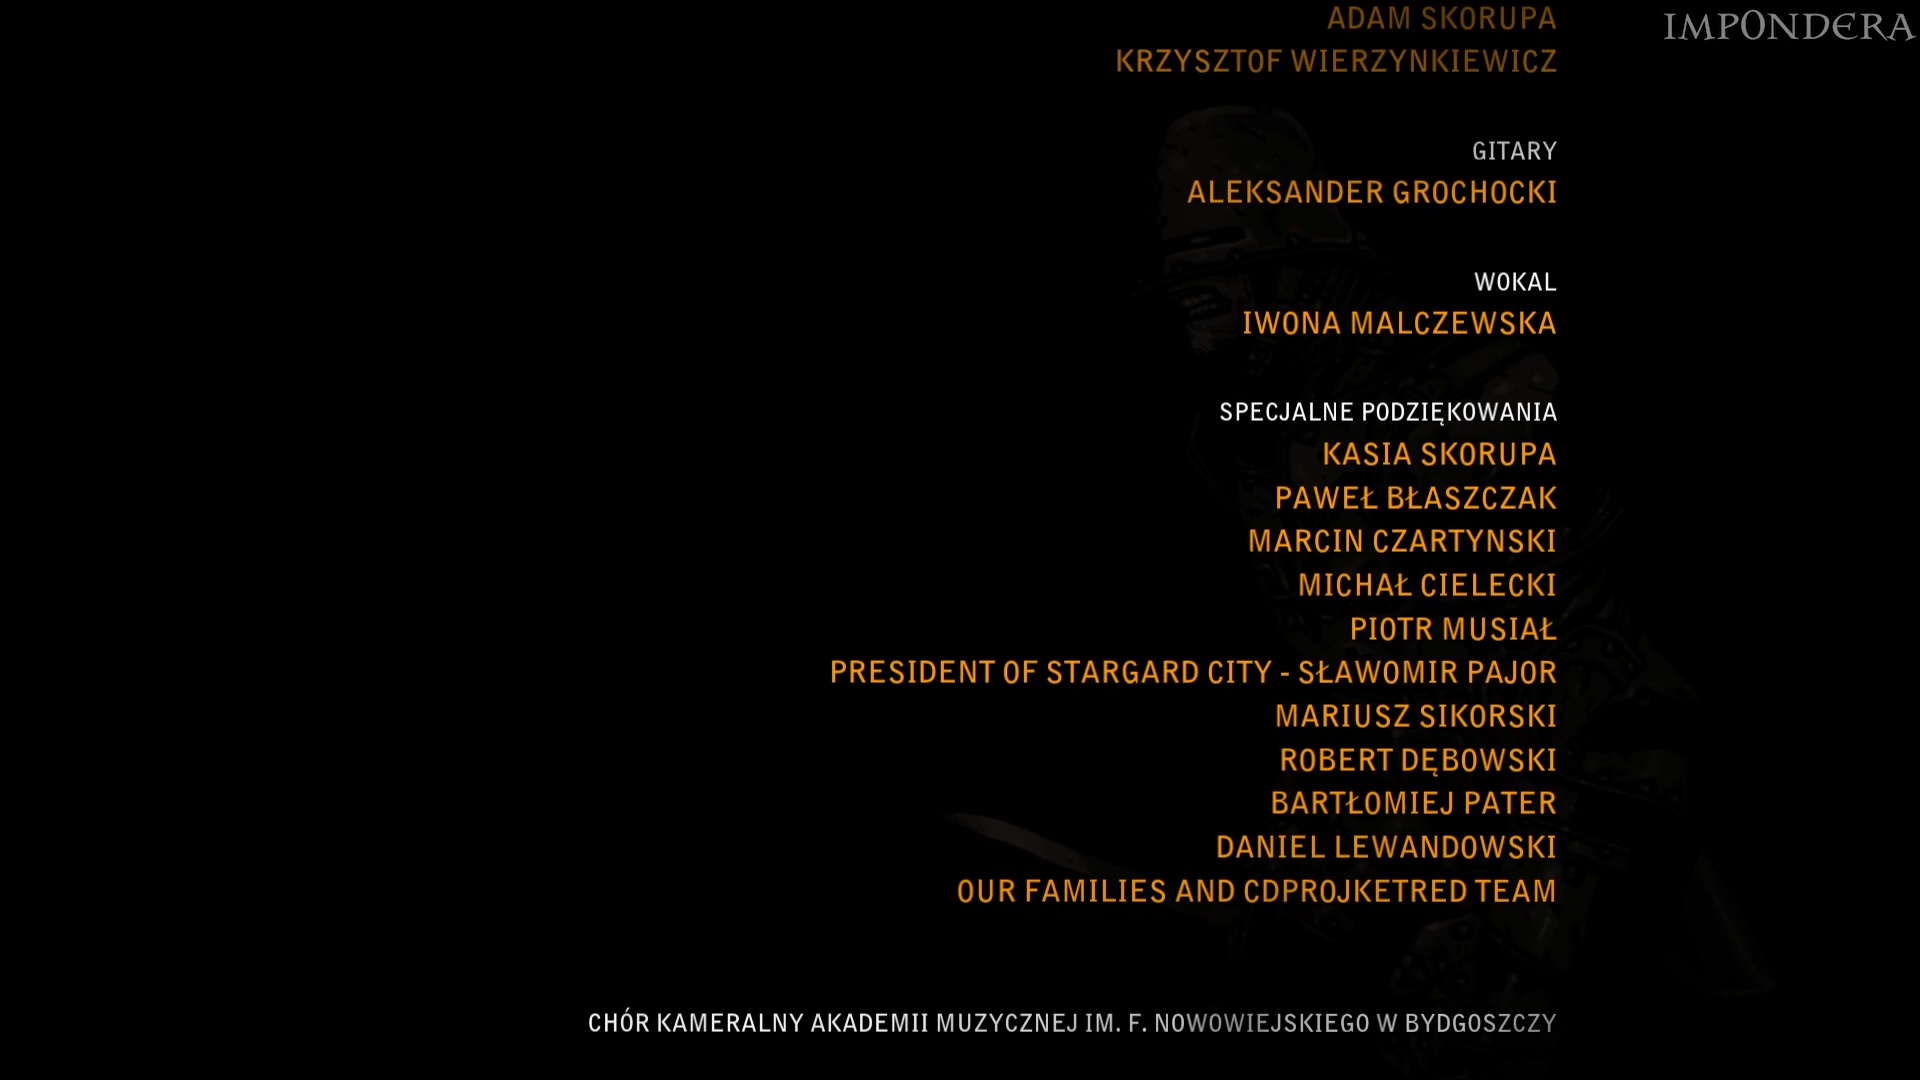 ADAM SKORUPA
IMPONDERA
KRZYSZTOF WIERZYNKIEWICZ
GITARY
ALEKSANDER GROCHOCKI
WOKAL
IWONA MALCZEWSKA
SPECJALNE PODZIĘKOWANIA
KASIA SKORUPA
PAWEŁ BŁASZCZAK
MARCIN CZARTYNSKI
MICHAŁ CIELECKI
PIOTR MUSIAŁ
PRESIDENT OF STARGARD CITY - SŁAWOMIR PAJOR
MARIUSZ SIKORSKI
ROBERT DĘBOWSKI
BARTŁOMIEJ PATER
DANIEL LEWANDOWSKI
OUR FAMILIES AND CDPROJKETRED TEAM
CHÓR KAMERALNY AKADEMII MUZYCZNEJ IM. F. NOWOWIEJSKIEGO W BYDGOSZCZY